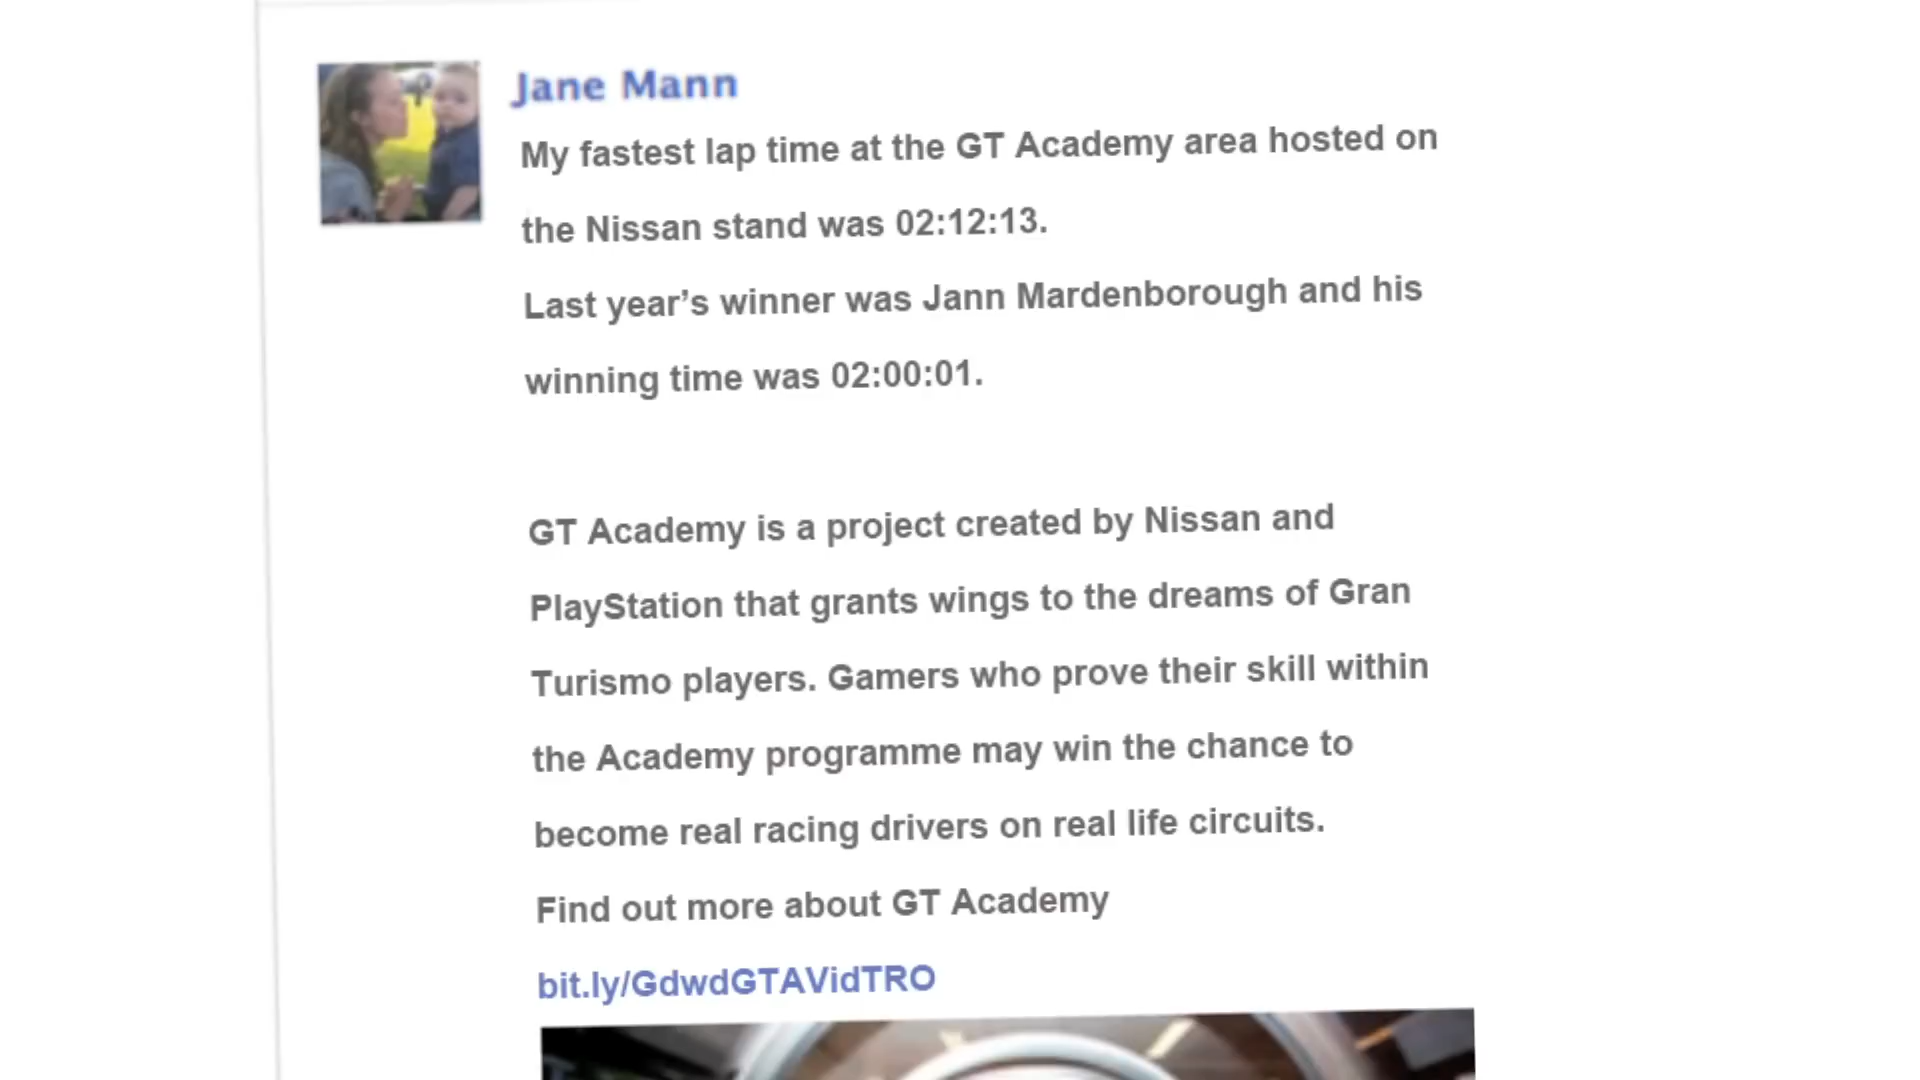 Jane Mann
My fastest lap time at the GT Academy area hosted on
the Nissan stand was 02:12:13.
Last year’s winner was Jann Mardenborough and his
winning time was 02:00:01.
GT Academy is a project created by Nissan and
PlayStation that grants wings to the dreams of Gran
Turismo players. Gamers who prove their skill within
the Academy programme may win the chance to
become real racing drivers on real life circuits.
Find out more about GT Academy
bit.ly/GdwdGTAVidTRO